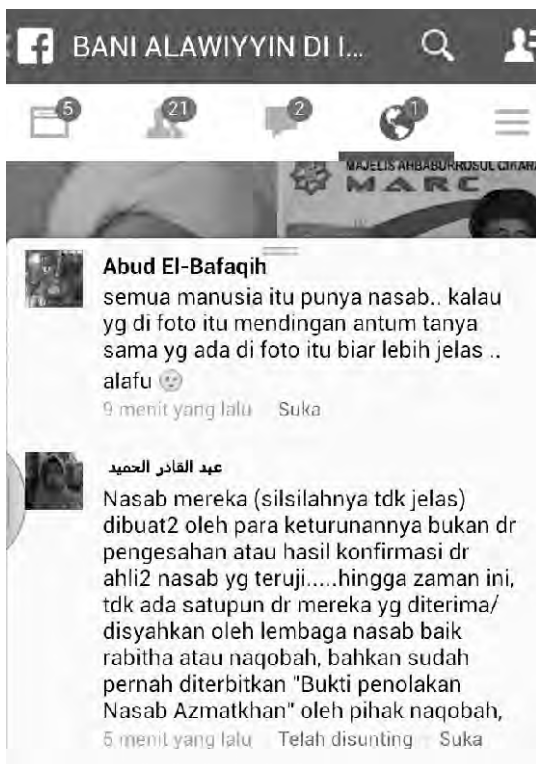 BANI ALAWIYYIN DI I...
5
21
2
1
MAJELIS AHBABURROSUL CIKARA
MARC
Abud El-Bafaqih
semua manusia itu punya nasab.. kalau
yg di foto itu mendingan antum tanya
sama yg ada di foto itu biar lebih jelas ..
alafu
9 menit yang lalu Suka
عبد القادر الحميد
Nasab mereka (silsilahnya tdk jelas)
dibuat2 oleh para keturunannya bukan dr
pengesahan atau hasil konfirmasi dr
ahli2 nasab yg teruji.....hingga zaman ini,
tdk ada satupun dr mereka yg diterima/
disyahkan oleh lembaga nasab baik
rabitha atau naqobah, bahkan sudah
pernah diterbitkan "Bukti penolakan
Nasab Azmatkhan" oleh pihak naqobah,
5 menit yang lalu Telah disunting Suka